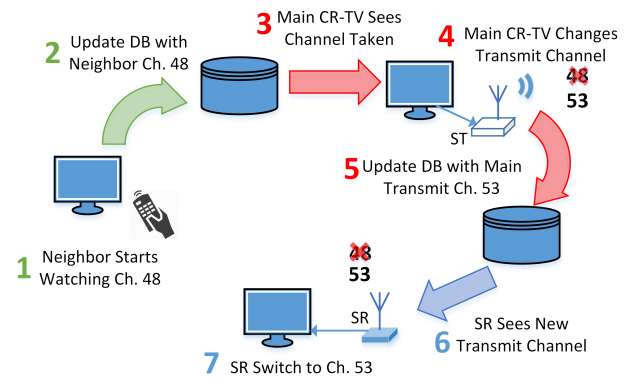 2 Update DB with
Neighbor Ch. 48
3 Main CR-TV Sees
Channel Taken
4 Main CR-TV Changes
Transmit Channel
48
53
ST
5 Update DB with Main
Transmit Ch. 53
1 Neighbor Starts
Watching Ch. 48
48
53
SR
6 SR Sees New
Transmit Channel
7 SR Switch to Ch. 53